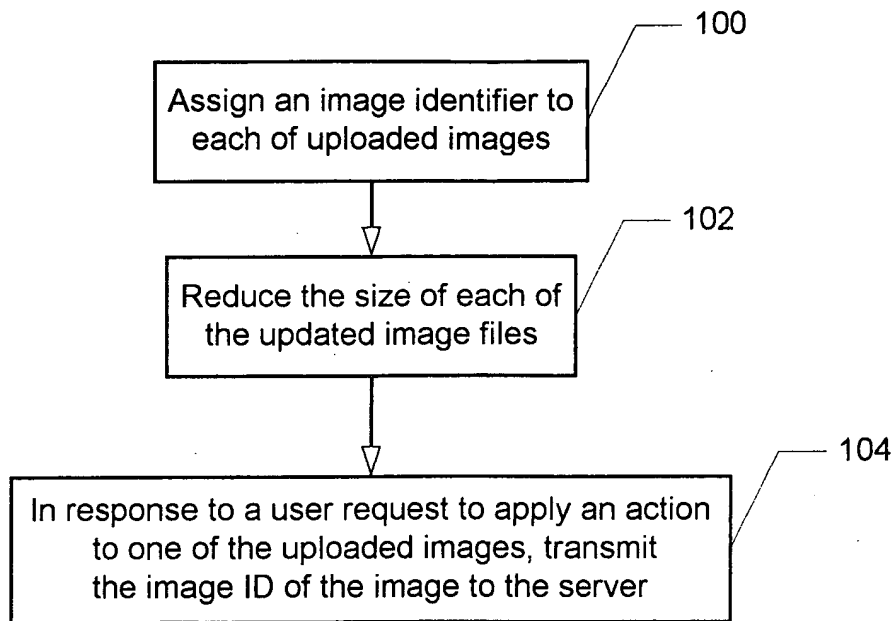 100
Assign an image identifier to
each of uploaded images
102
Reduce the size of each of
the updated image files
104
In response to a user request to apply an action
to one of the uploaded images, transmit
the image ID of the image to the server